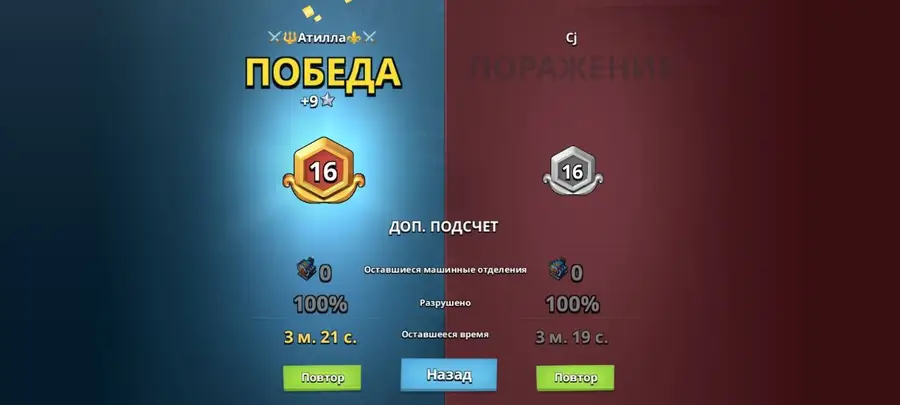 Атилла
Cj
ПОБЕДА
ПОРАЖЕНИЕ
+9
16
16
ДОП. ПОДСЧЕТ
0 Оставшиеся машинные отделения 0
100% Разрушено 100%
3 м. 21 с. Оставшееся время 3 м. 19 с.
Повтор Назад Повтор